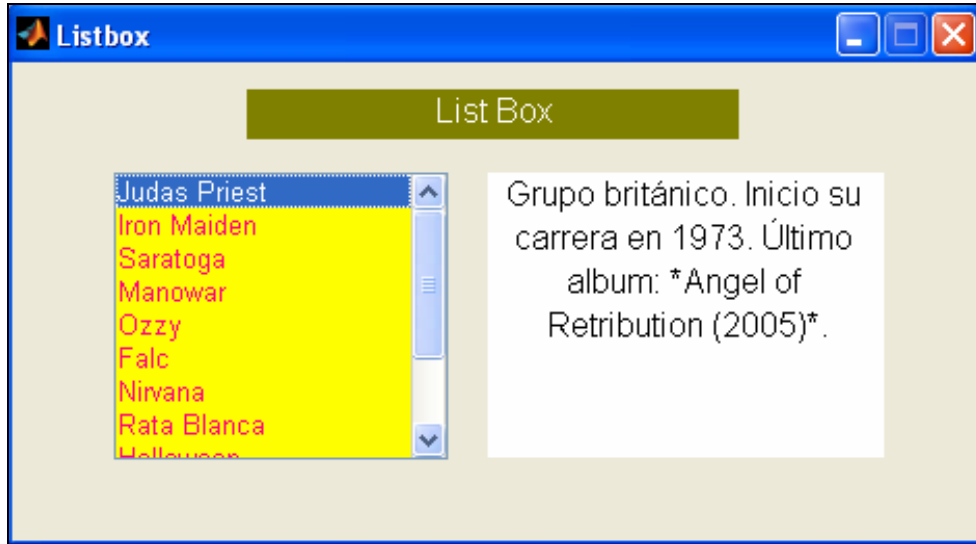 Listbox
List Box
Judas Priest
Iron Maiden
Saratoga
Manowar
Ozzy
Falc
Nirvana
Rata Blanca
Grupo británico. Inicio su
carrera en 1973. Último
album: *Angel of
Retribution (2005)*.